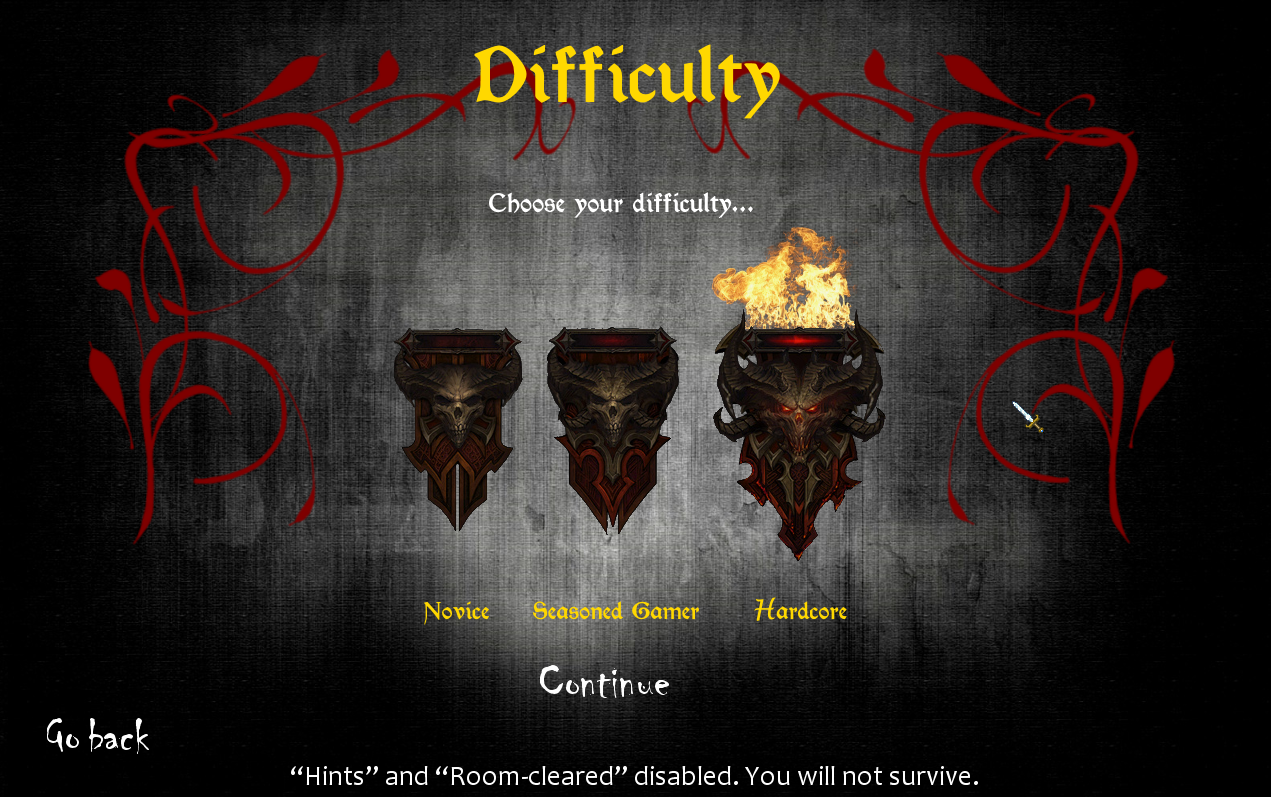 Difficulty
Choose your difficulty...
Novice Seasoned Gamer Hardcore
Continue
Go back
“Hints” and “Room-cleared” disabled. You will not survive.